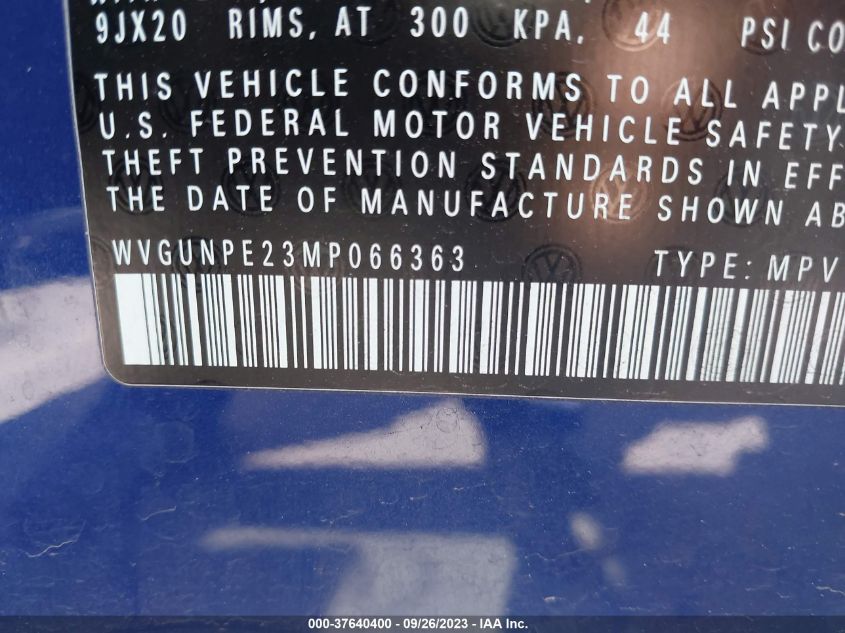 9JX20 RIMS, AT 300 KPA, 44 PSI CO
THIS VEHICLE CONFORMS TO ALL APPL
U.S. FEDERAL MOTOR VEHICLE SAFETY
THEFT PREVENTION STANDARDS IN EFF
THE DATE OF MANUFACTURE SHOWN AB
WVGUNPE23MP066363 TYPE: MPV
000-37640400 - 09/26/2023 - IAA Inc.